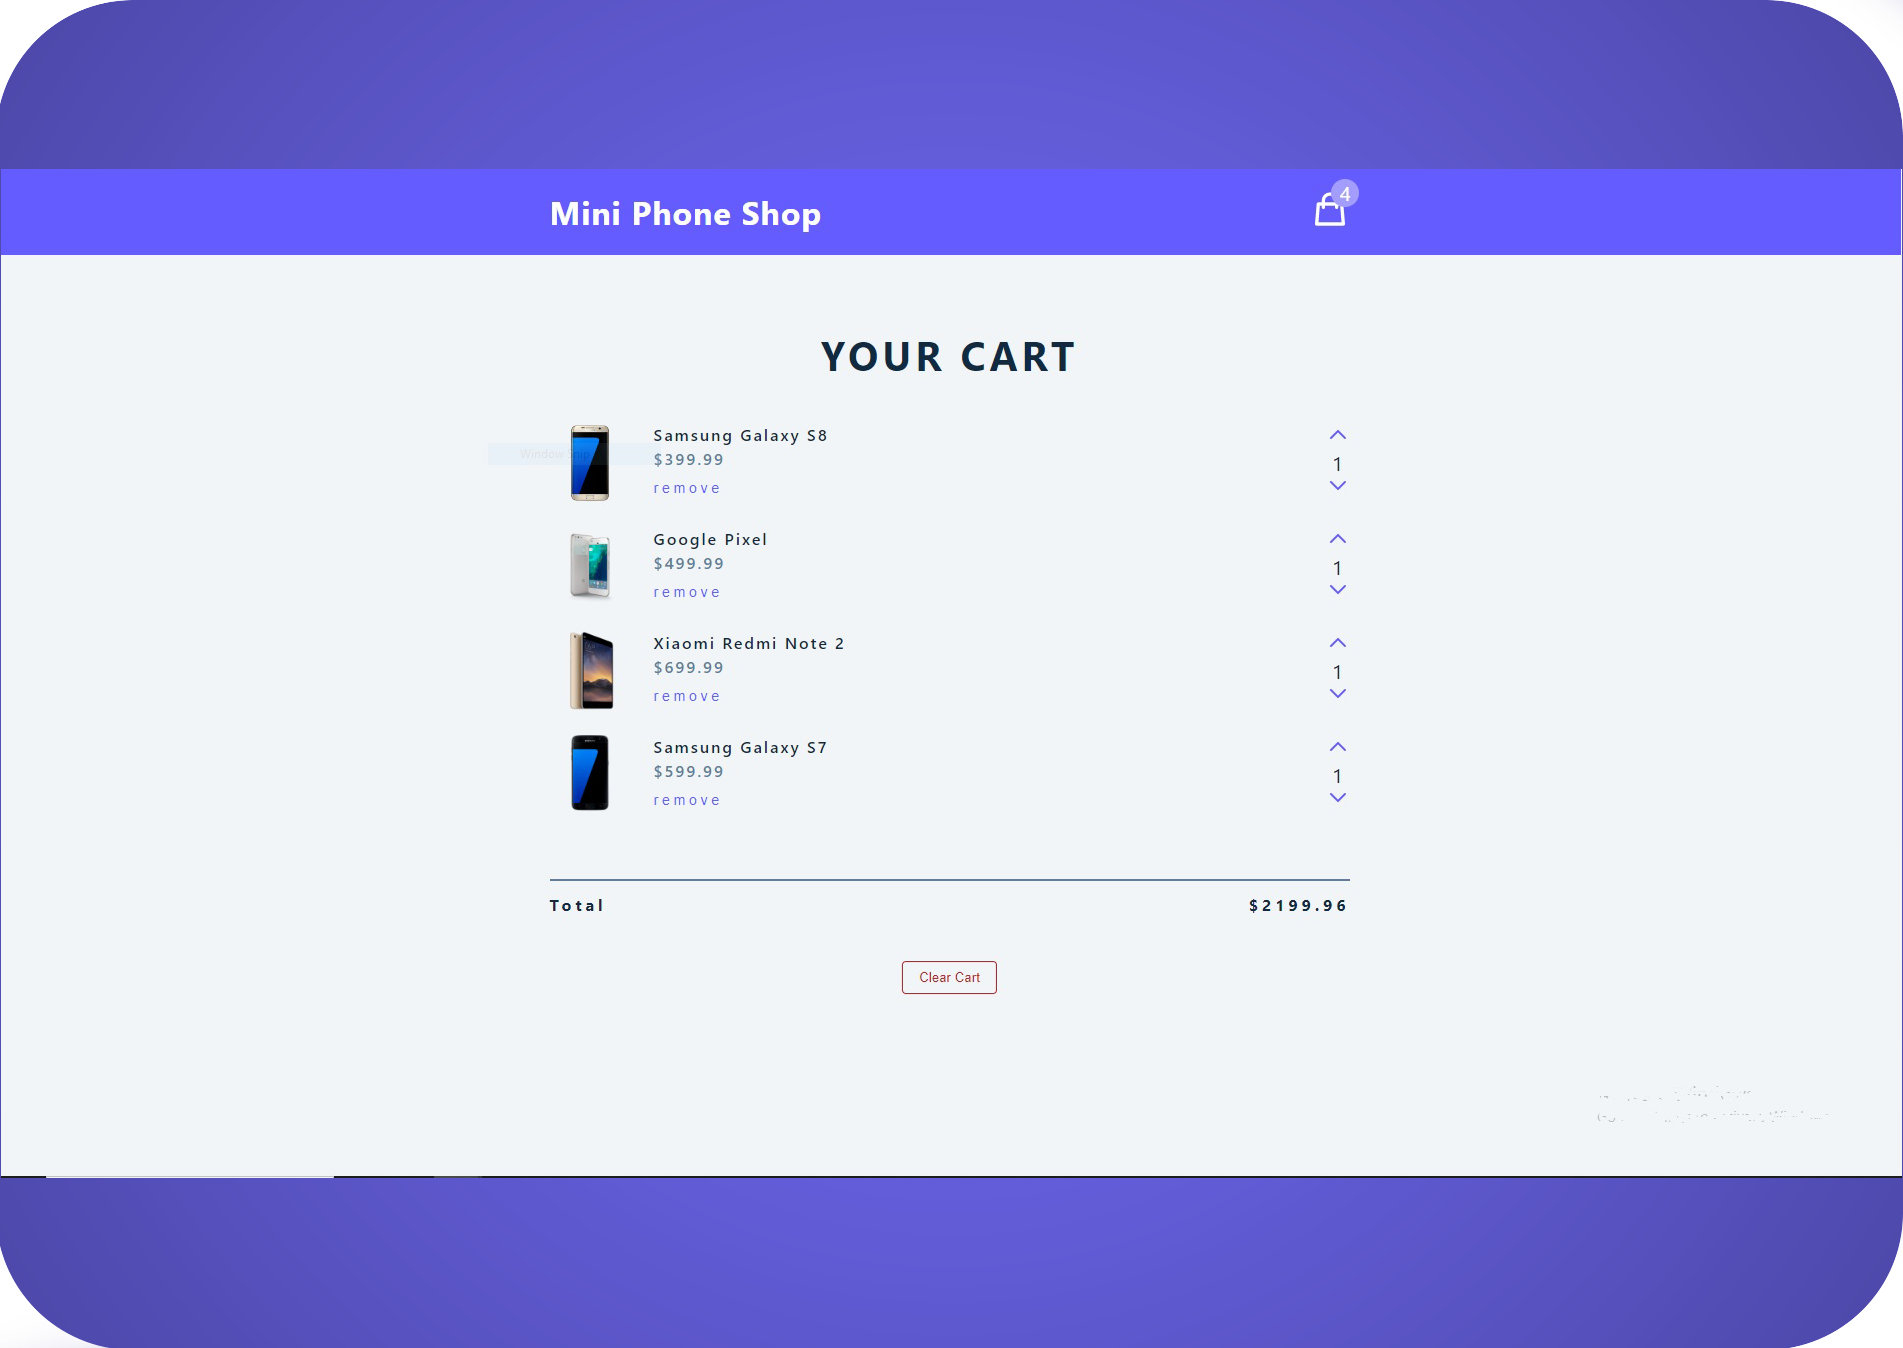 Mini Phone Shop
4
YOUR CART
Samsung Galaxy S8
$399.99
remove
1
Window Snip
Google Pixel
$499.99
remove
1
Xiaomi Redmi Note 2
$699.99
remove
1
Samsung Galaxy S7
$599.99
remove
1
Total $2199.96
Clear Cart